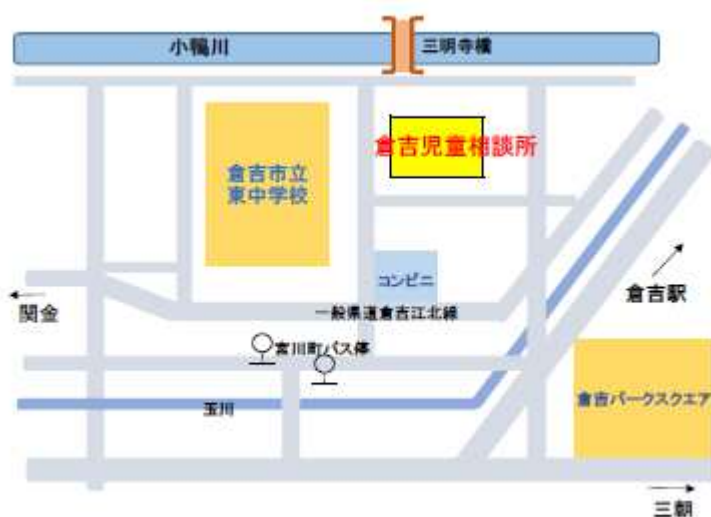 小鴨川
三明寺橋
倉吉児童相談所
倉吉市立
東中学校
コンビニ
倉吉駅
関金
一般県道倉吉江北線
宮川町バス停
倉吉パークスクエア
玉川
三朝